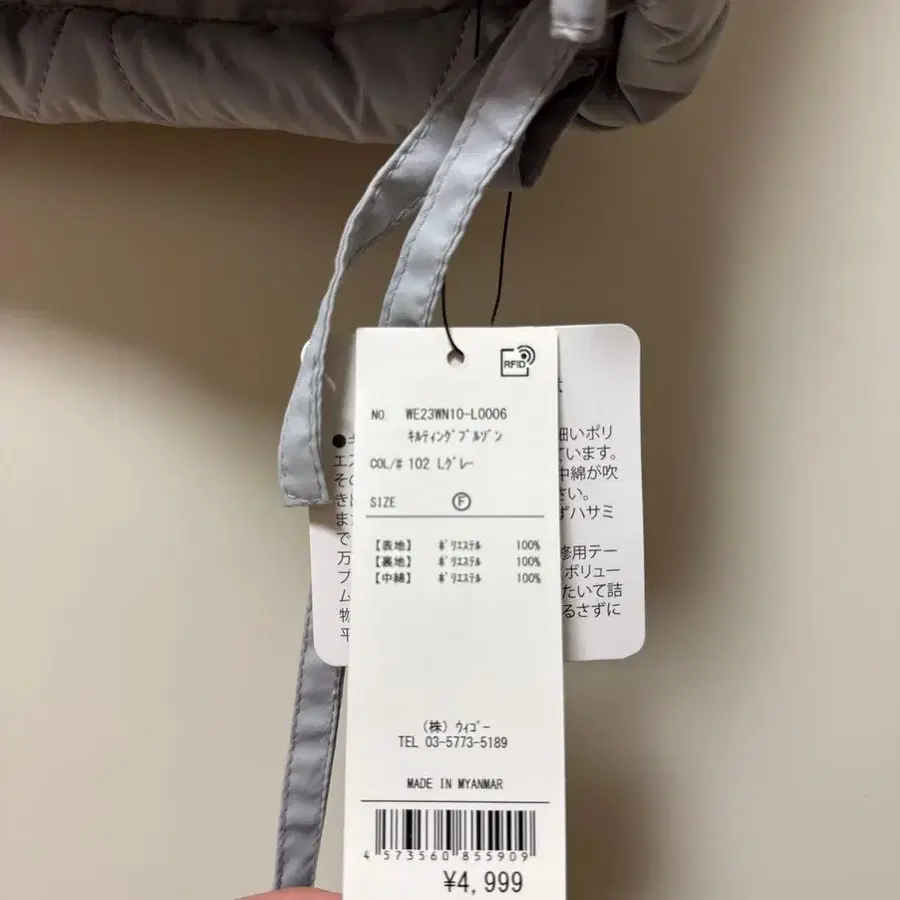 RFID
NO. WE23WN10-L0006
ｷﾙﾃｨﾝｸﾞﾌﾞﾙｿﾞﾝ
COL/# 102 Lｸﾞﾚｰ
SIZE Ⓕ
【表地】 ﾎﾟﾘｴｽﾃﾙ 100%
【裏地】 ﾎﾟﾘｴｽﾃﾙ 100%
【中綿】 ﾎﾟﾘｴｽﾃﾙ 100%
(株) ｳｨｺﾞｰ
TEL 03-5773-5189
MADE IN MYANMAR
4 573560 855909
¥4,999
細いポリ
ています。
中綿が吹
さい。
ずハサミ
修用テー
ボリュー
たいて詰
るさずに